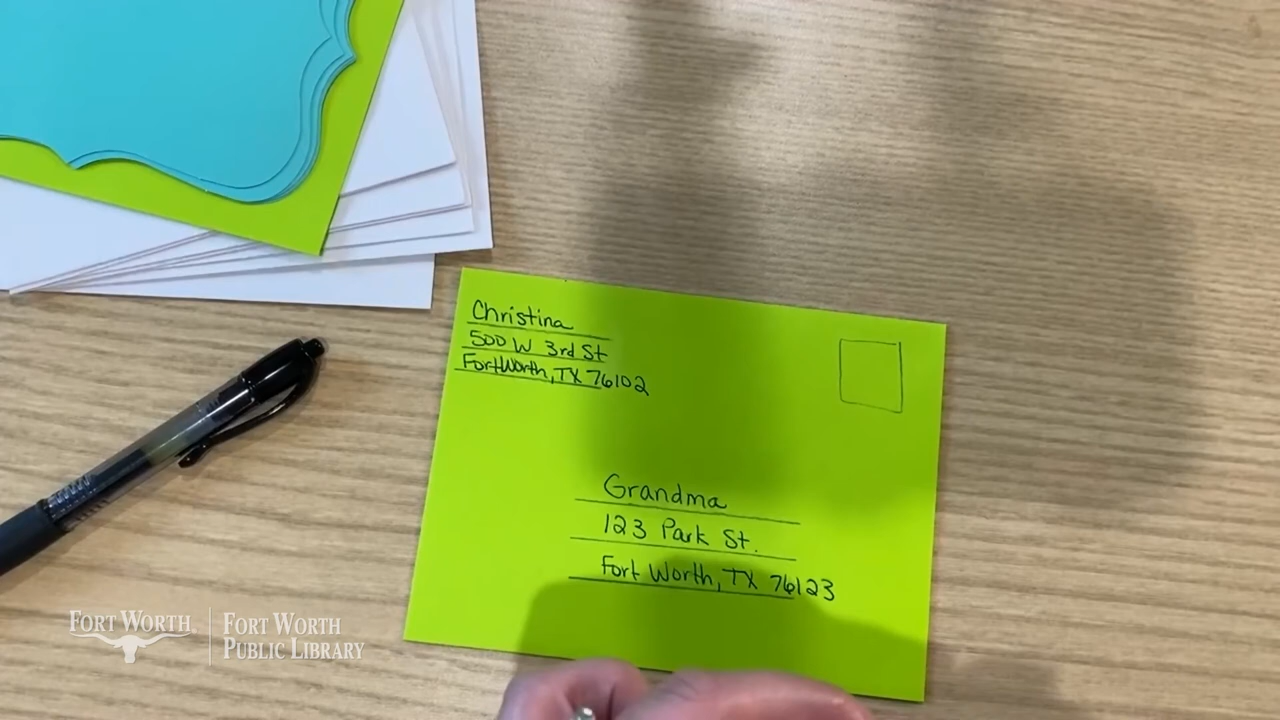 Christina
500 W 3rd St
Fort Worth, TX 76102
Grandma
123 Park St.
Fort Worth, TX 76123
FORT WORTH
FORT WORTH
PUBLIC LIBRARY